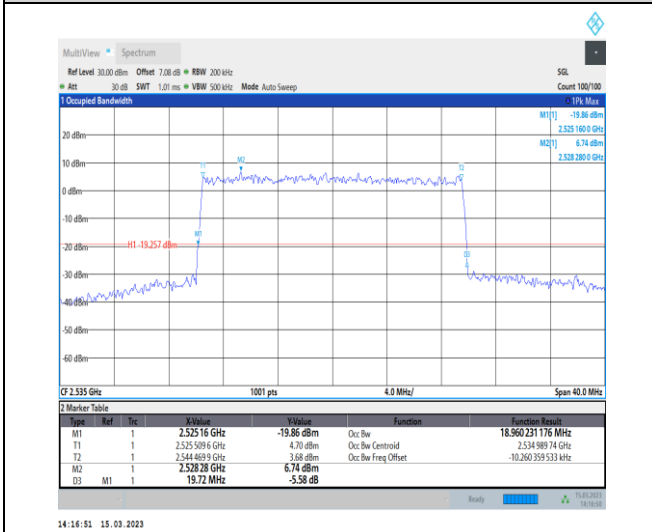 MultiView Spectrum
Ref Level 30.00 dBm Offset 7.08 dB RBW 200 kHz SGL
Att 30 dB SWT 1.01 ms VBW 500 kHz Mode Auto Sweep Count 100/100
1 Occupied Bandwidth 1Pk Max
M1[1] -19.86 dBm
2.525 160 0 GHz
M2[1] 6.74 dBm
2.528 280 0 GHz
20 dBm
T1 M2 T2
10 dBm
0 dBm
-10 dBm
M1
-20 dBm H1 -19.257 dBm
D3
-30 dBm
-40 dBm
-50 dBm
-60 dBm
CF 2.535 GHz 1001 pts 4.0 MHz/ Span 40.0 MHz
2 Marker Table
Type Ref Trc X-Value Y-Value Function Function Result
M1 1 2.525 16 GHz -19.86 dBm Occ Bw 18.960 231 176 MHz
T1 1 2.525 509 6 GHz 4.70 dBm Occ Bw Centroid 2.534 989 74 GHz
T2 1 2.544 469 9 GHz 3.68 dBm Occ Bw Freq Offset -10.260 359 533 kHz
M2 1 2.528 28 GHz 6.74 dBm
D3 M1 1 19.72 MHz -5.58 dB
Ready 15.03.2023
14:16:50
14:16:51 15.03.2023